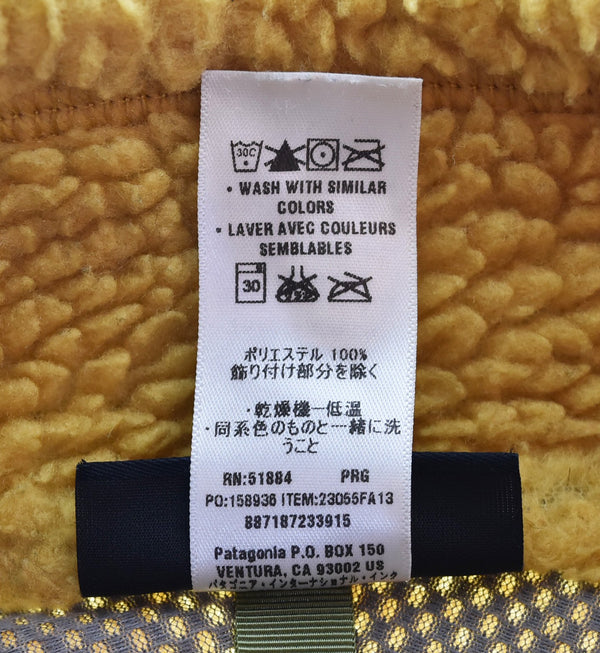 30C
• WASH WITH SIMILAR
COLORS
• LAVER AVEC COULEURS
SEMBLABLES
30
ポリエステル 100%
飾り付け部分を除く
・乾燥機一低温
・同系色のものと一緒に洗
うこと
RN:51884 PRG
PO:158936 ITEM:23055FA13
887187233915
Patagonia P.O. BOX 150
VENTURA, CA 93002 US
パタゴニア・インターナショナル・インク